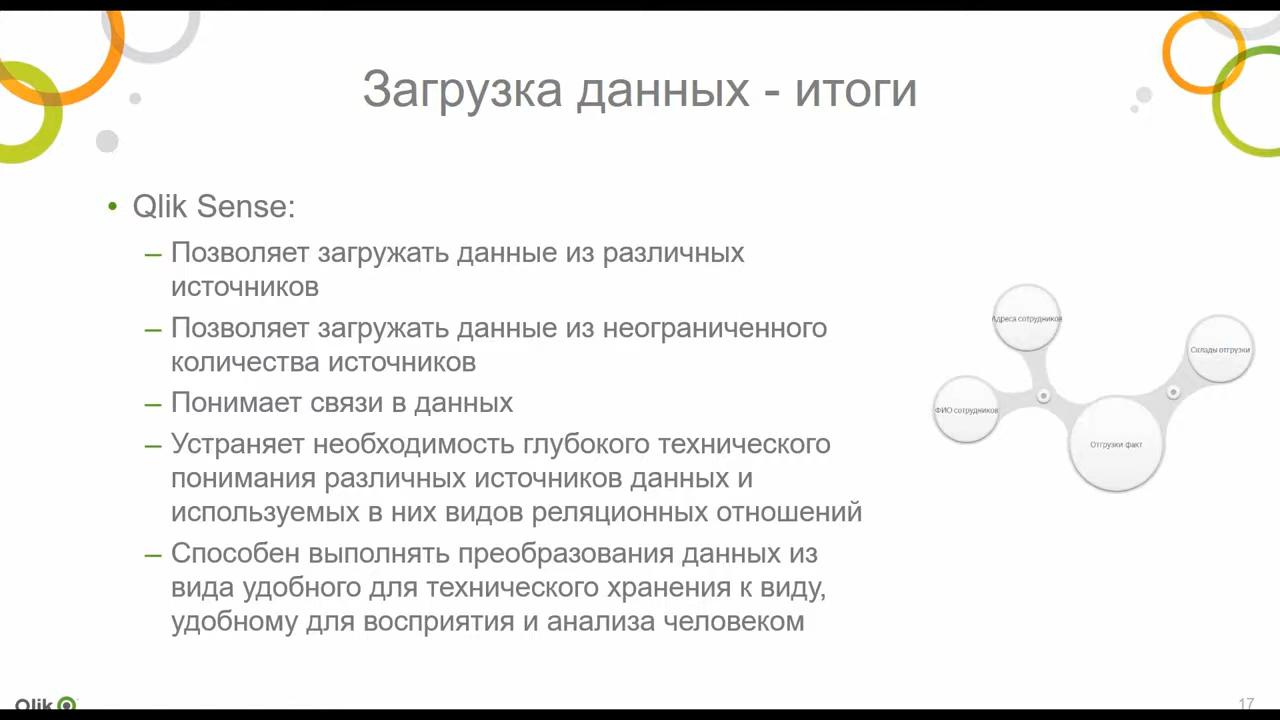 Загрузка данных - итоги
• Qlik Sense:
– Позволяет загружать данные из различных
источников
– Позволяет загружать данные из неограниченного
количества источников
– Понимает связи в данных
– Устраняет необходимость глубокого технического
понимания различных источников данных и
используемых в них видов реляционных отношений
– Способен выполнять преобразования данных из
вида удобного для технического хранения к виду,
удобному для восприятия и анализа человеком
Адреса сотрудников
Склады отгрузки
ФИО сотрудников
Отгрузки факт
Qlik
17